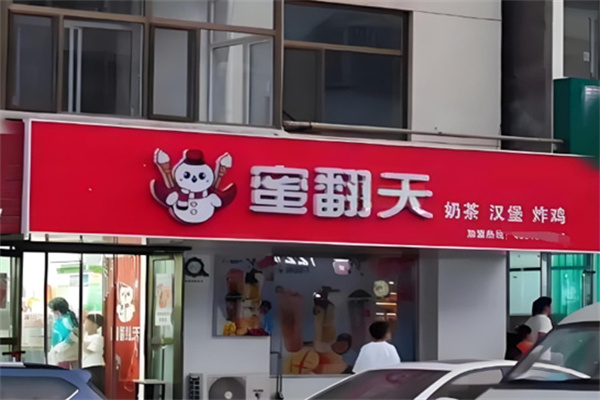 蜜翻天
奶茶 汉堡 炸鸡
加盟热线